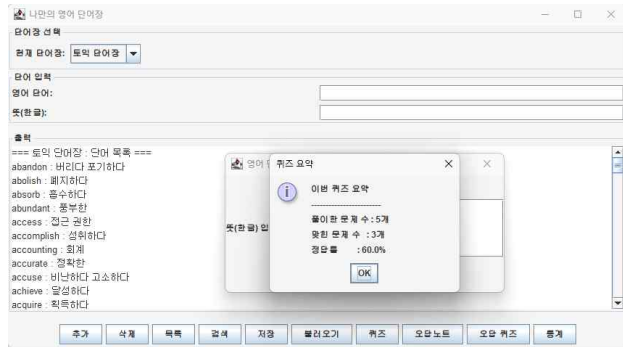 나만의 영어 단어장
단어장 선택
현재 단어장: 토익 단어장
단어 입력
영어 단어:
뜻(한글):
출력
=== 토익 단어장 : 단어 목록 ===
abandon : 버리다 포기하다
abolish : 폐지하다
absorb : 흡수하다
abundant : 풍부한
access : 접근 권한
accomplish : 성취하다
accounting : 회계
accurate : 정확한
accuse : 비난하다 고소하다
achieve : 달성하다
acquire : 획득하다
영어
뜻(한글) 입
퀴즈 요약
이번 퀴즈 요약
------------------------
풀이한 문제 수 : 5개
맞힌 문제 수 : 3개
정답률 : 60.0%
OK
추가 삭제 목록 검색 저장 불러오기 퀴즈 오답노트 오답 퀴즈 통계